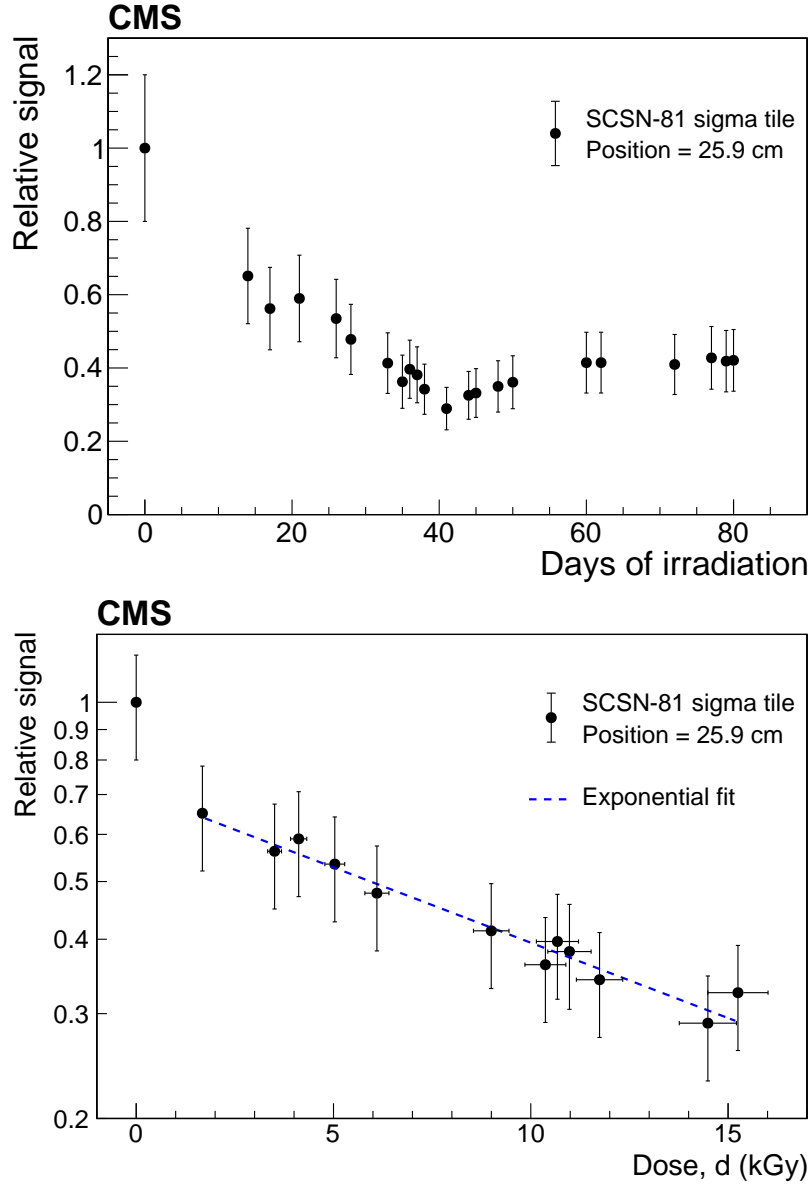 CMS
Relative signal
1.2
1
0.8
0.6
0.4
0.2
0
SCSN-81 sigma tile
Position = 25.9 cm
0 20 40 60 80
Days of irradiation
CMS
Relative signal
1
0.9
0.8
0.7
0.6
0.5
0.4
0.3
0.2
SCSN-81 sigma tile
Position = 25.9 cm
Exponential fit
0 5 10 15
Dose, d (kGy)